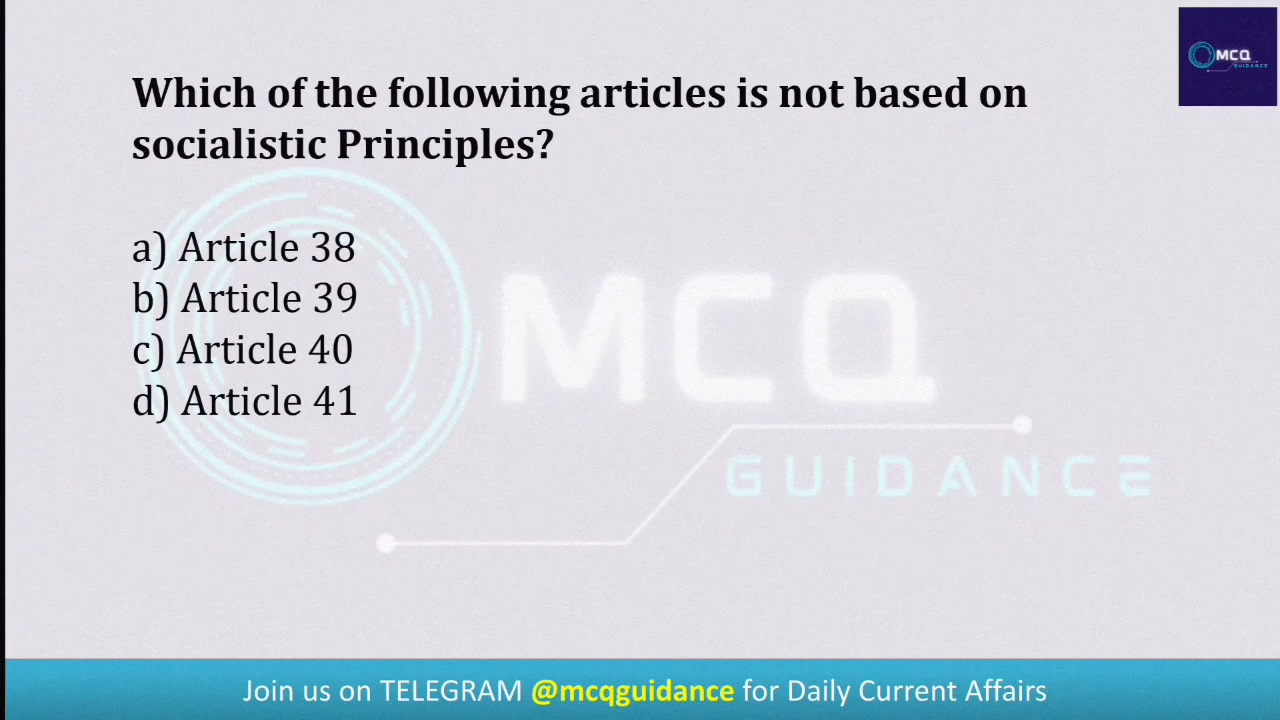 MCQ
GUIDANCE
Which of the following articles is not based on
socialistic Principles?
a) Article 38
b) Article 39
c) Article 40
d) Article 41
MCQ
GUIDANCE
Join us on TELEGRAM @mcqguidance for Daily Current Affairs